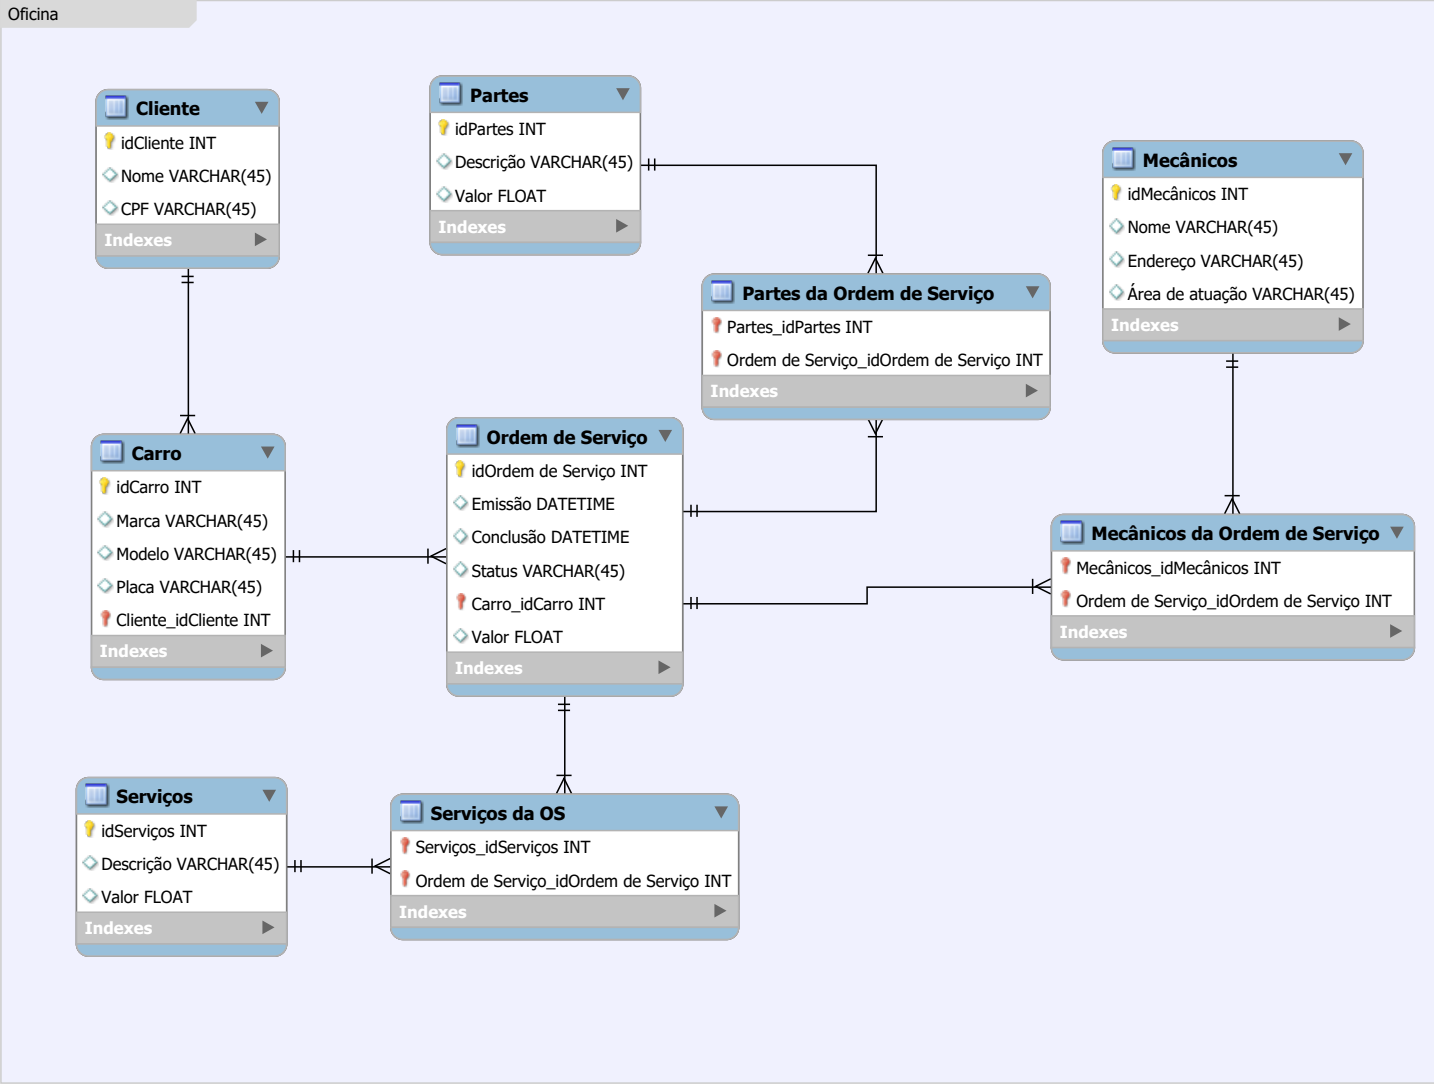 Oficina
Cliente
idCliente INT
Nome VARCHAR(45)
CPF VARCHAR(45)
Indexes
Partes
idPartes INT
Descrição VARCHAR(45)
Valor FLOAT
Indexes
Mecânicos
idMecânicos INT
Nome VARCHAR(45)
Endereço VARCHAR(45)
Área de atuação VARCHAR(45)
Indexes
Partes da Ordem de Serviço
Partes_idPartes INT
Ordem de Serviço_idOrdem de Serviço INT
Indexes
Carro
idCarro INT
Marca VARCHAR(45)
Modelo VARCHAR(45)
Placa VARCHAR(45)
Cliente_idCliente INT
Indexes
Ordem de Serviço
idOrdem de Serviço INT
Emissão DATETIME
Conclusão DATETIME
Status VARCHAR(45)
Carro_idCarro INT
Valor FLOAT
Indexes
Mecânicos da Ordem de Serviço
Mecânicos_idMecânicos INT
Ordem de Serviço_idOrdem de Serviço INT
Indexes
Serviços
idServiços INT
Descrição VARCHAR(45)
Valor FLOAT
Indexes
Serviços da OS
Serviços_idServiços INT
Ordem de Serviço_idOrdem de Serviço INT
Indexes